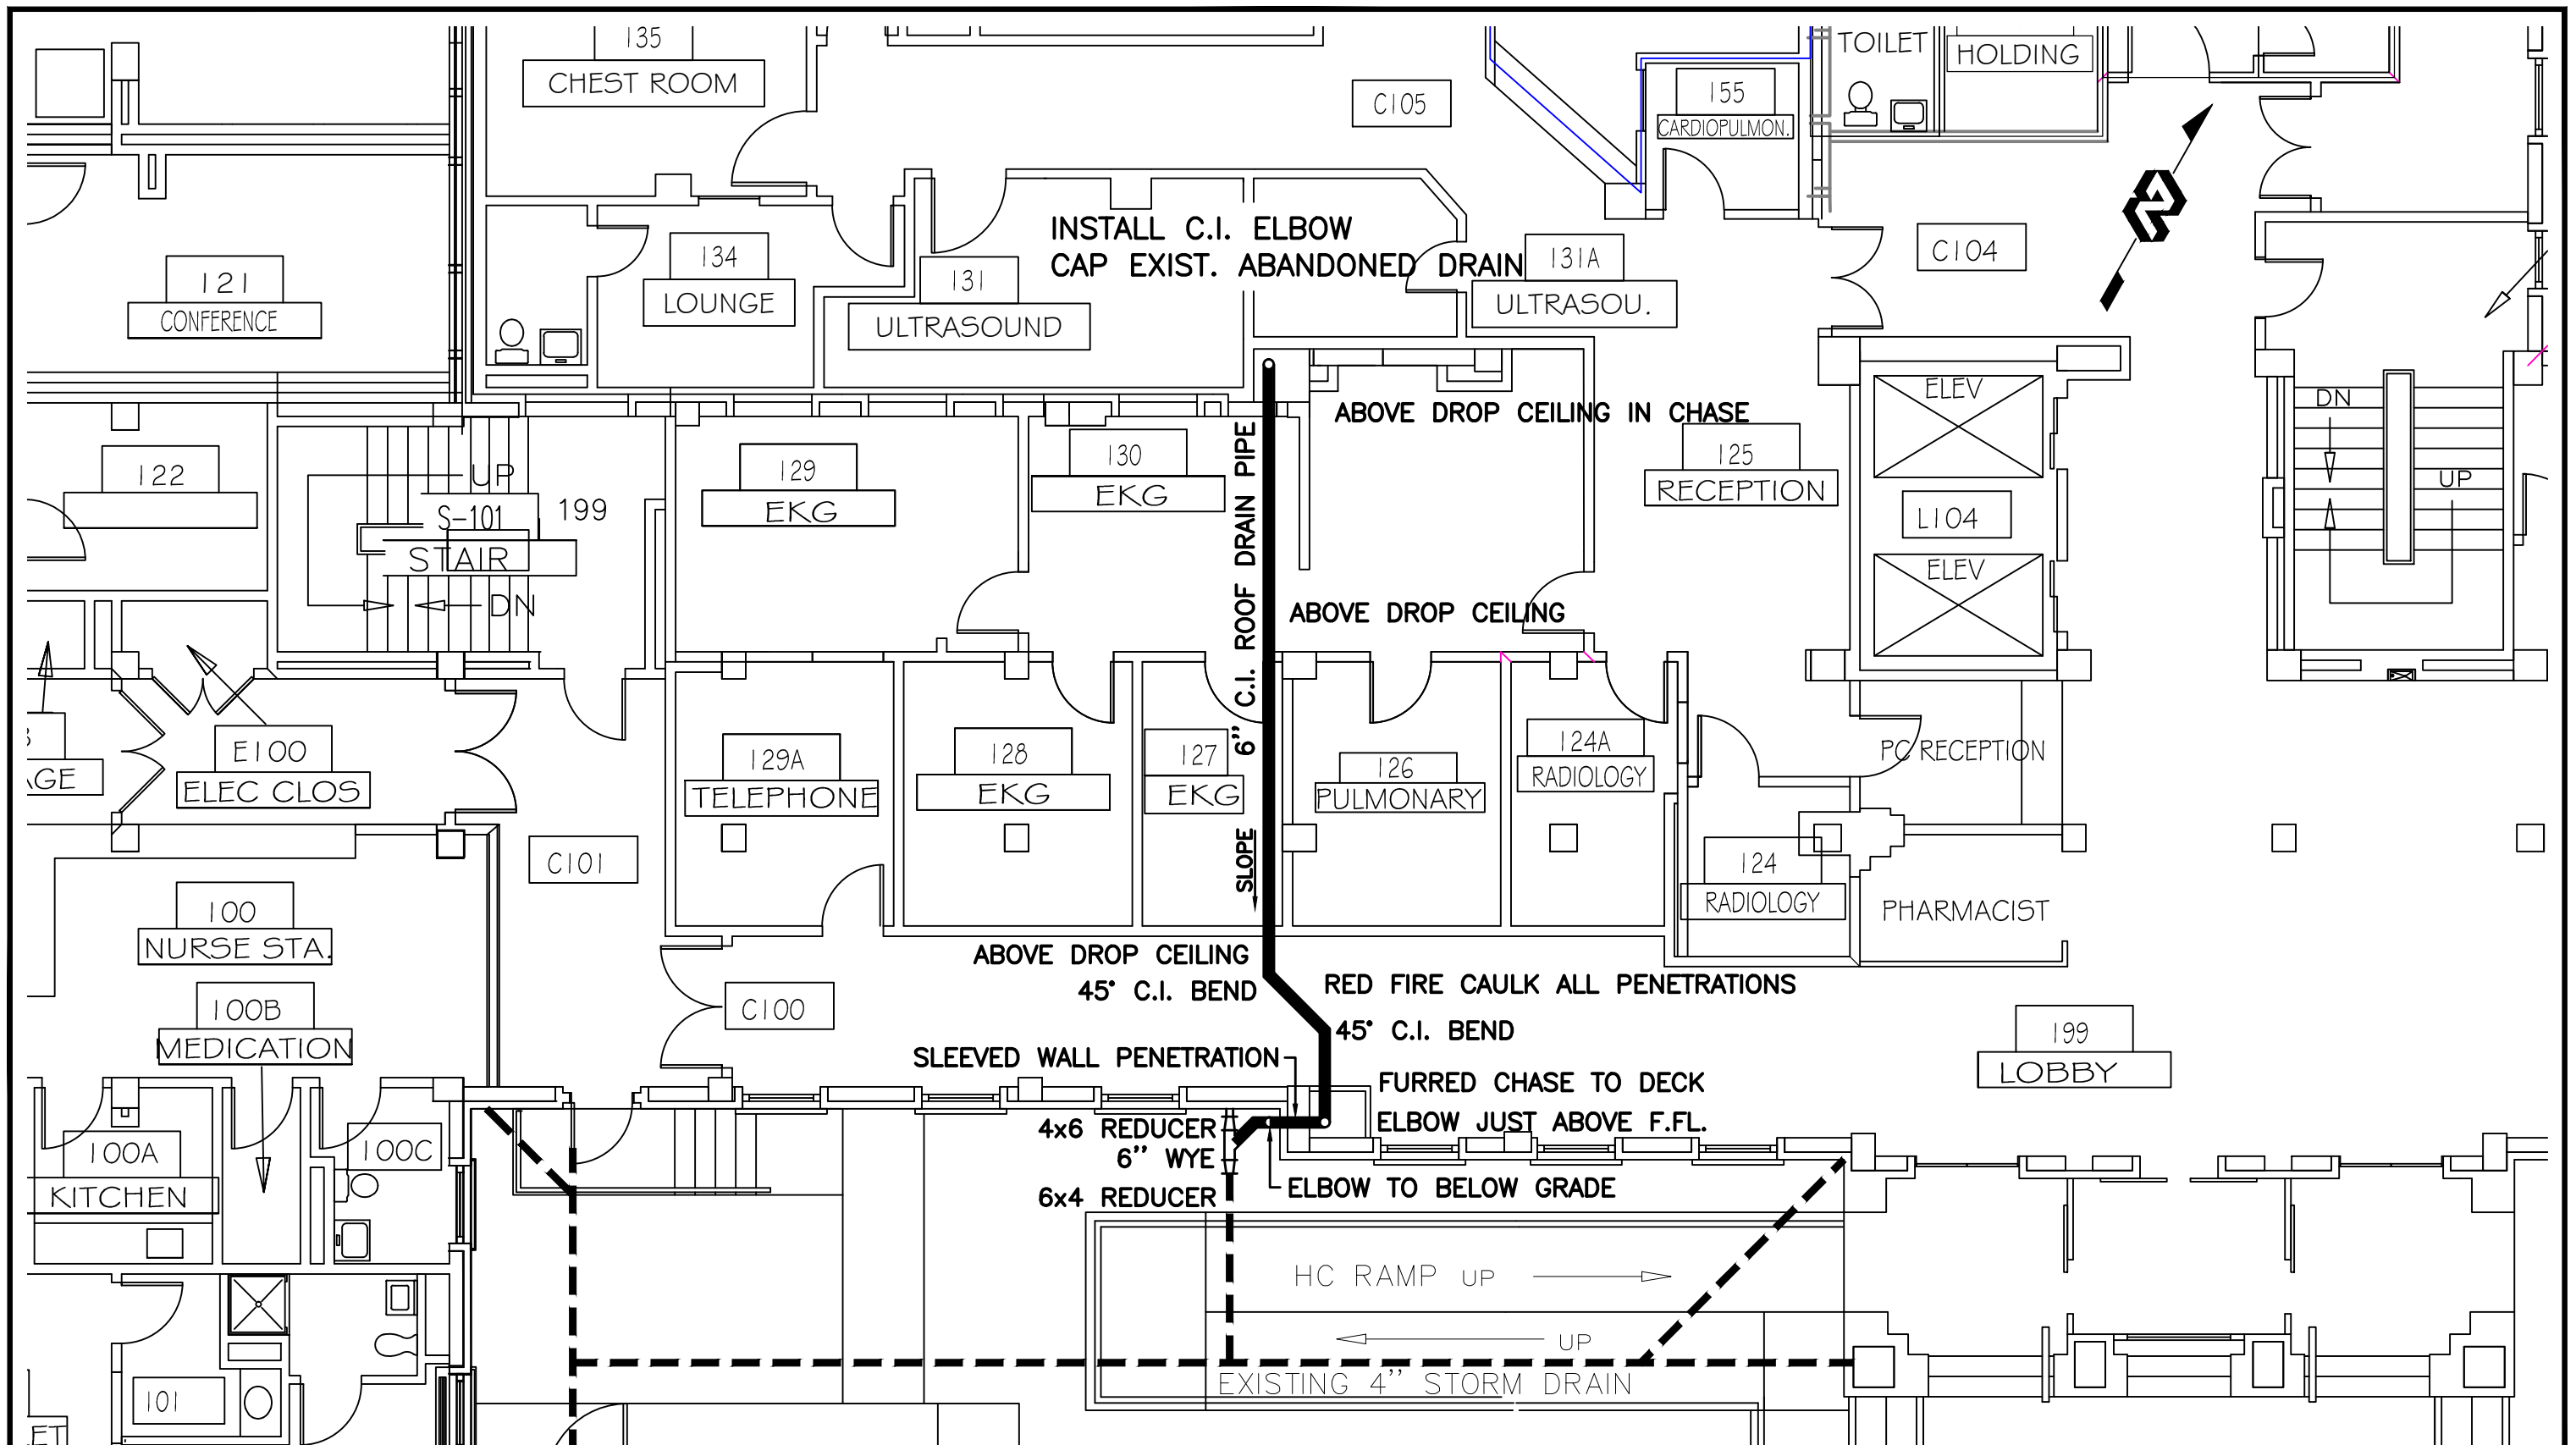 135
CHEST ROOM
C105
155
CARDIOPULMON.
TOILET
HOLDING
121
CONFERENCE
134
LOUNGE
131
ULTRASOUND
INSTALL C.I. ELBOW
CAP EXIST. ABANDONED DRAIN
131A
ULTRASOU.
C104
122
UP
S-101
199
STAIR
DN
129
EKG
130
EKG
6" C.I. ROOF DRAIN PIPE
ABOVE DROP CEILING IN CHASE
125
RECEPTION
ELEV
L104
ELEV
DN
UP
ABOVE DROP CEILING
AGE
E100
ELEC CLOS
129A
TELEPHONE
128
EKG
127
EKG
126
PULMONARY
124A
RADIOLOGY
PC RECEPTION
SLOPE
C101
124
RADIOLOGY
PHARMACIST
100
NURSE STA.
100B
MEDICATION
C100
ABOVE DROP CEILING
45° C.I. BEND
RED FIRE CAULK ALL PENETRATIONS
45° C.I. BEND
199
LOBBY
SLEEVED WALL PENETRATION
FURRED CHASE TO DECK
ELBOW JUST ABOVE F.FL.
4x6 REDUCER
6" WYE
6x4 REDUCER
ELBOW TO BELOW GRADE
100A
KITCHEN
100C
HC RAMP UP
UP
EXISTING 4" STORM DRAIN
101
ET